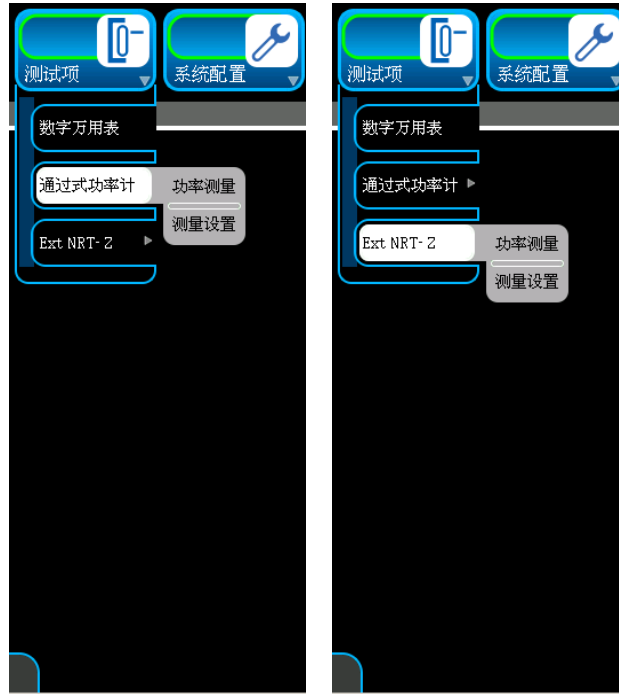 测试项
系统配置
数字万用表
通过式功率计
功率测量
测量设置
Ext NRT-Z
测试项
系统配置
数字万用表
通过式功率计
Ext NRT-Z
功率测量
测量设置